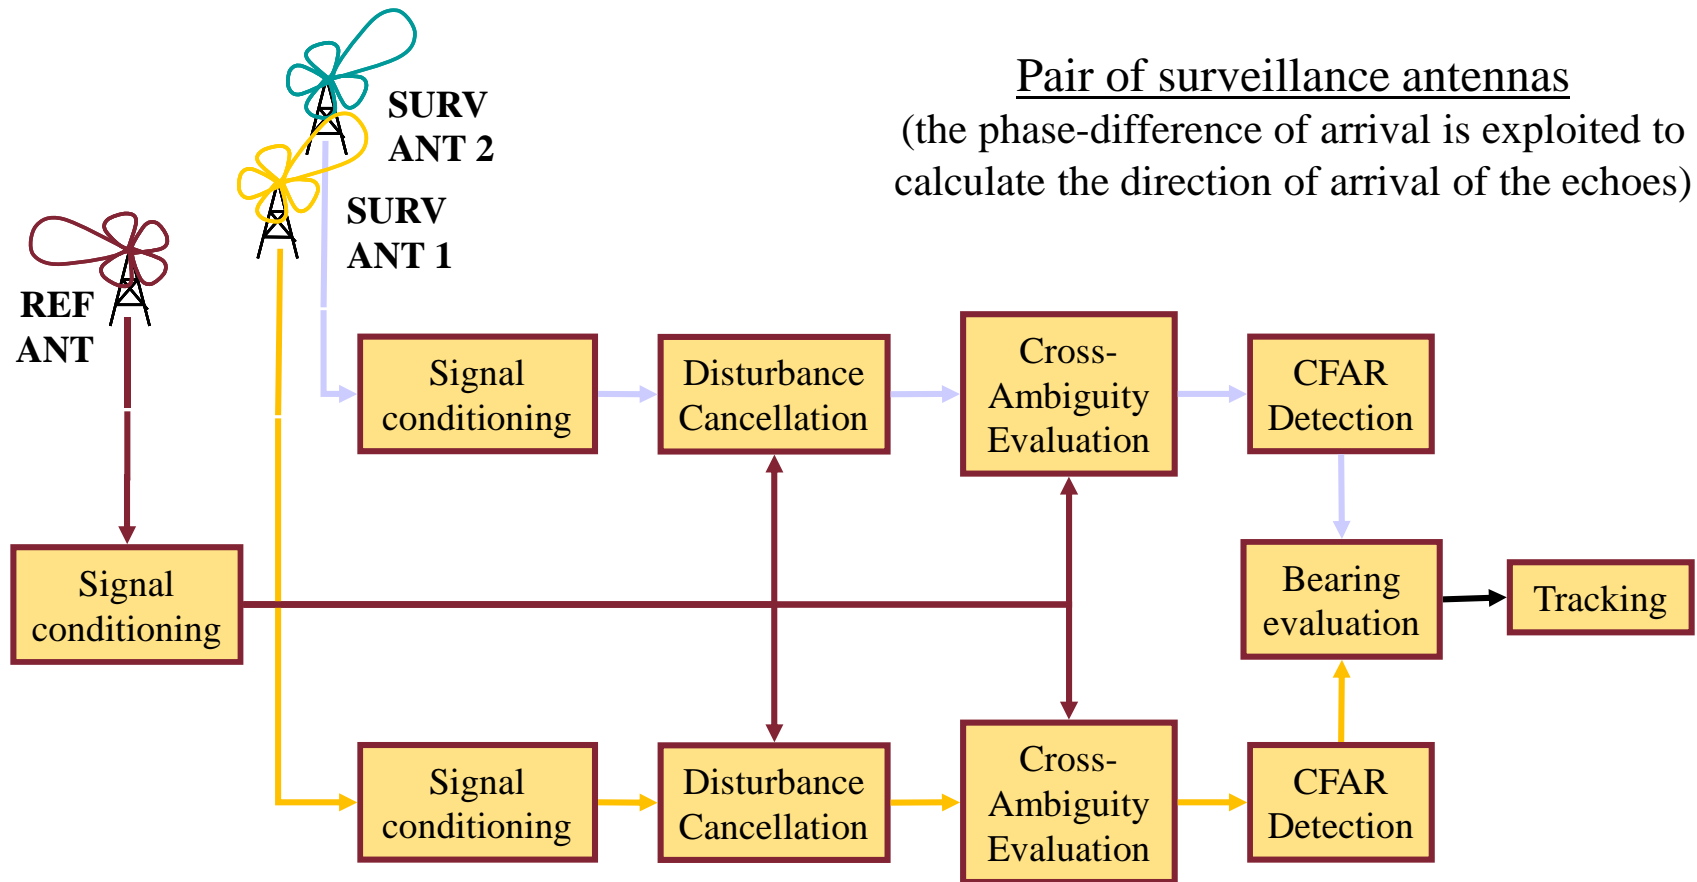 Pair of surveillance antennas
(the phase-difference of arrival is exploited to
calculate the direction of arrival of the echoes)
SURV
ANT 2
SURV
ANT 1
REF
ANT
Signal
conditioning
Disturbance
Cancellation
Cross-
Ambiguity
Evaluation
CFAR
Detection
Signal
conditioning
Bearing
evaluation
Tracking
Signal
conditioning
Disturbance
Cancellation
Cross-
Ambiguity
Evaluation
CFAR
Detection